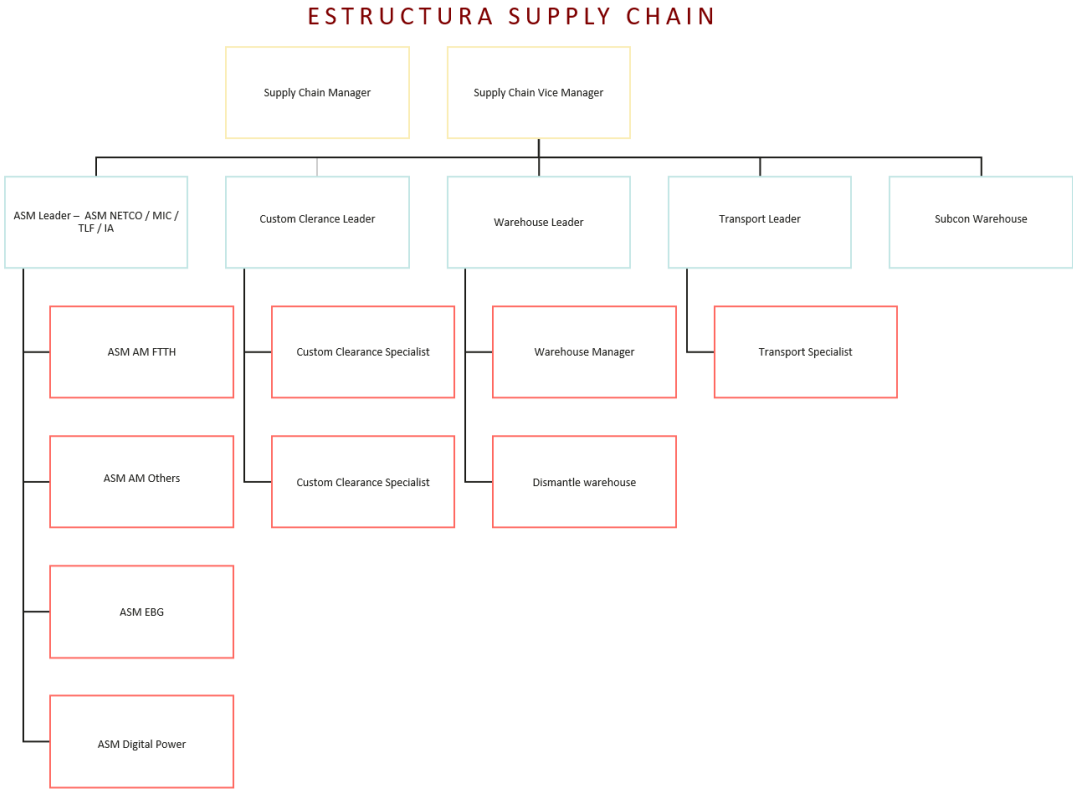 ESTRUCTURA SUPPLY CHAIN
Supply Chain Manager
Supply Chain Vice Manager
ASM Leader – ASM NETCO / MIC /
TLF / IA
Custom Clerance Leader
Warehouse Leader
Transport Leader
Subcon Warehouse
ASM AM FTTH
Custom Clearance Specialist
Warehouse Manager
Transport Specialist
ASM AM Others
Custom Clearance Specialist
Dismantle warehouse
ASM EBG
ASM Digital Power